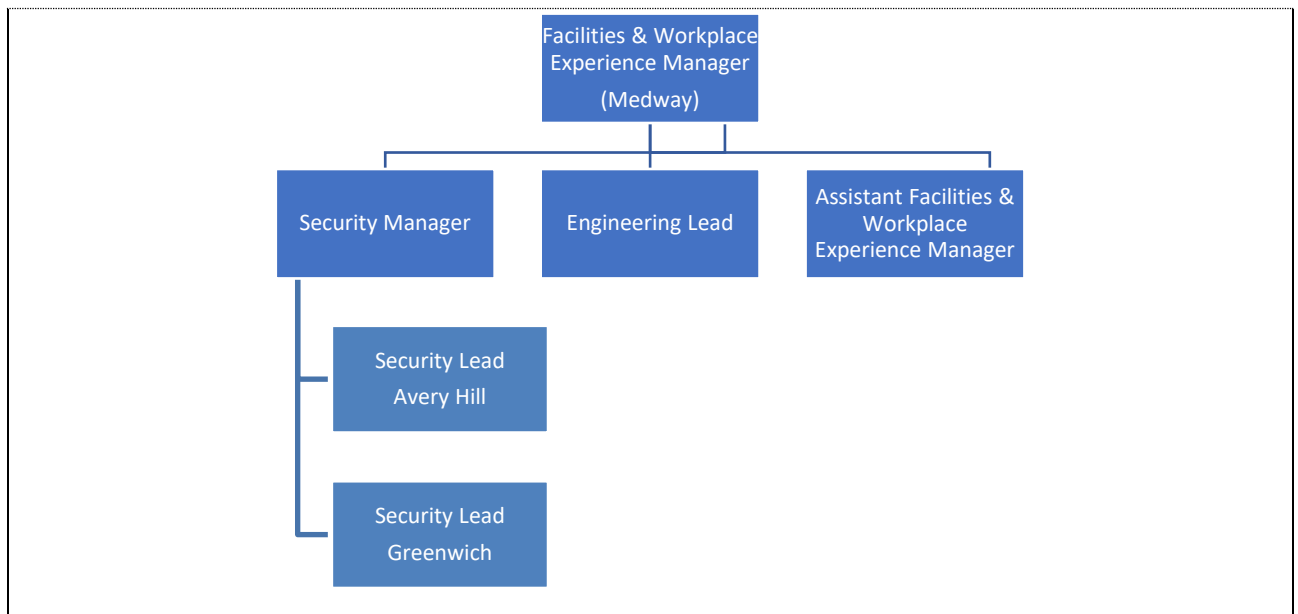 Facilities & Workplace
Experience Manager
(Medway)
Security Manager
Engineering Lead
Assistant Facilities &
Workplace
Experience Manager
Security Lead
Avery Hill
Security Lead
Greenwich